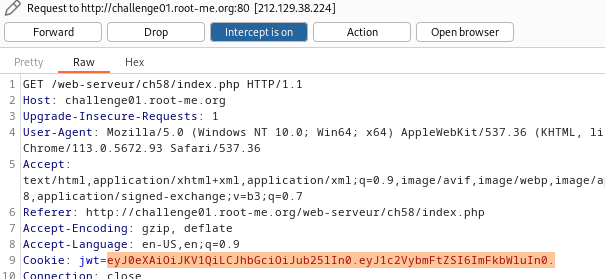 Request to http://challenge01.root-me.org:80 [212.129.38.224]
Forward Drop Intercept is on Action Open browser
Pretty Raw Hex
1 GET /web-serveur/ch58/index.php HTTP/1.1
2 Host: challenge01.root-me.org
3 Upgrade-Insecure-Requests: 1
4 User-Agent: Mozilla/5.0 (Windows NT 10.0; Win64; x64) AppleWebKit/537.36 (KHTML, li
Chrome/113.0.5672.93 Safari/537.36
5 Accept:
text/html,application/xhtml+xml,application/xml;q=0.9,image/avif,image/webp,image/ap
8,application/signed-exchange;v=b3;q=0.7
6 Referer: http://challenge01.root-me.org/web-serveur/ch58/index.php
7 Accept-Encoding: gzip, deflate
8 Accept-Language: en-US,en;q=0.9
9 Cookie: jwt=eyJ0eXAiOiJKV1QiLCJhbGciOiJub25lIn0.eyJ1c2VybmFtZSI6ImFkbWluIn0.
10 Connection: close